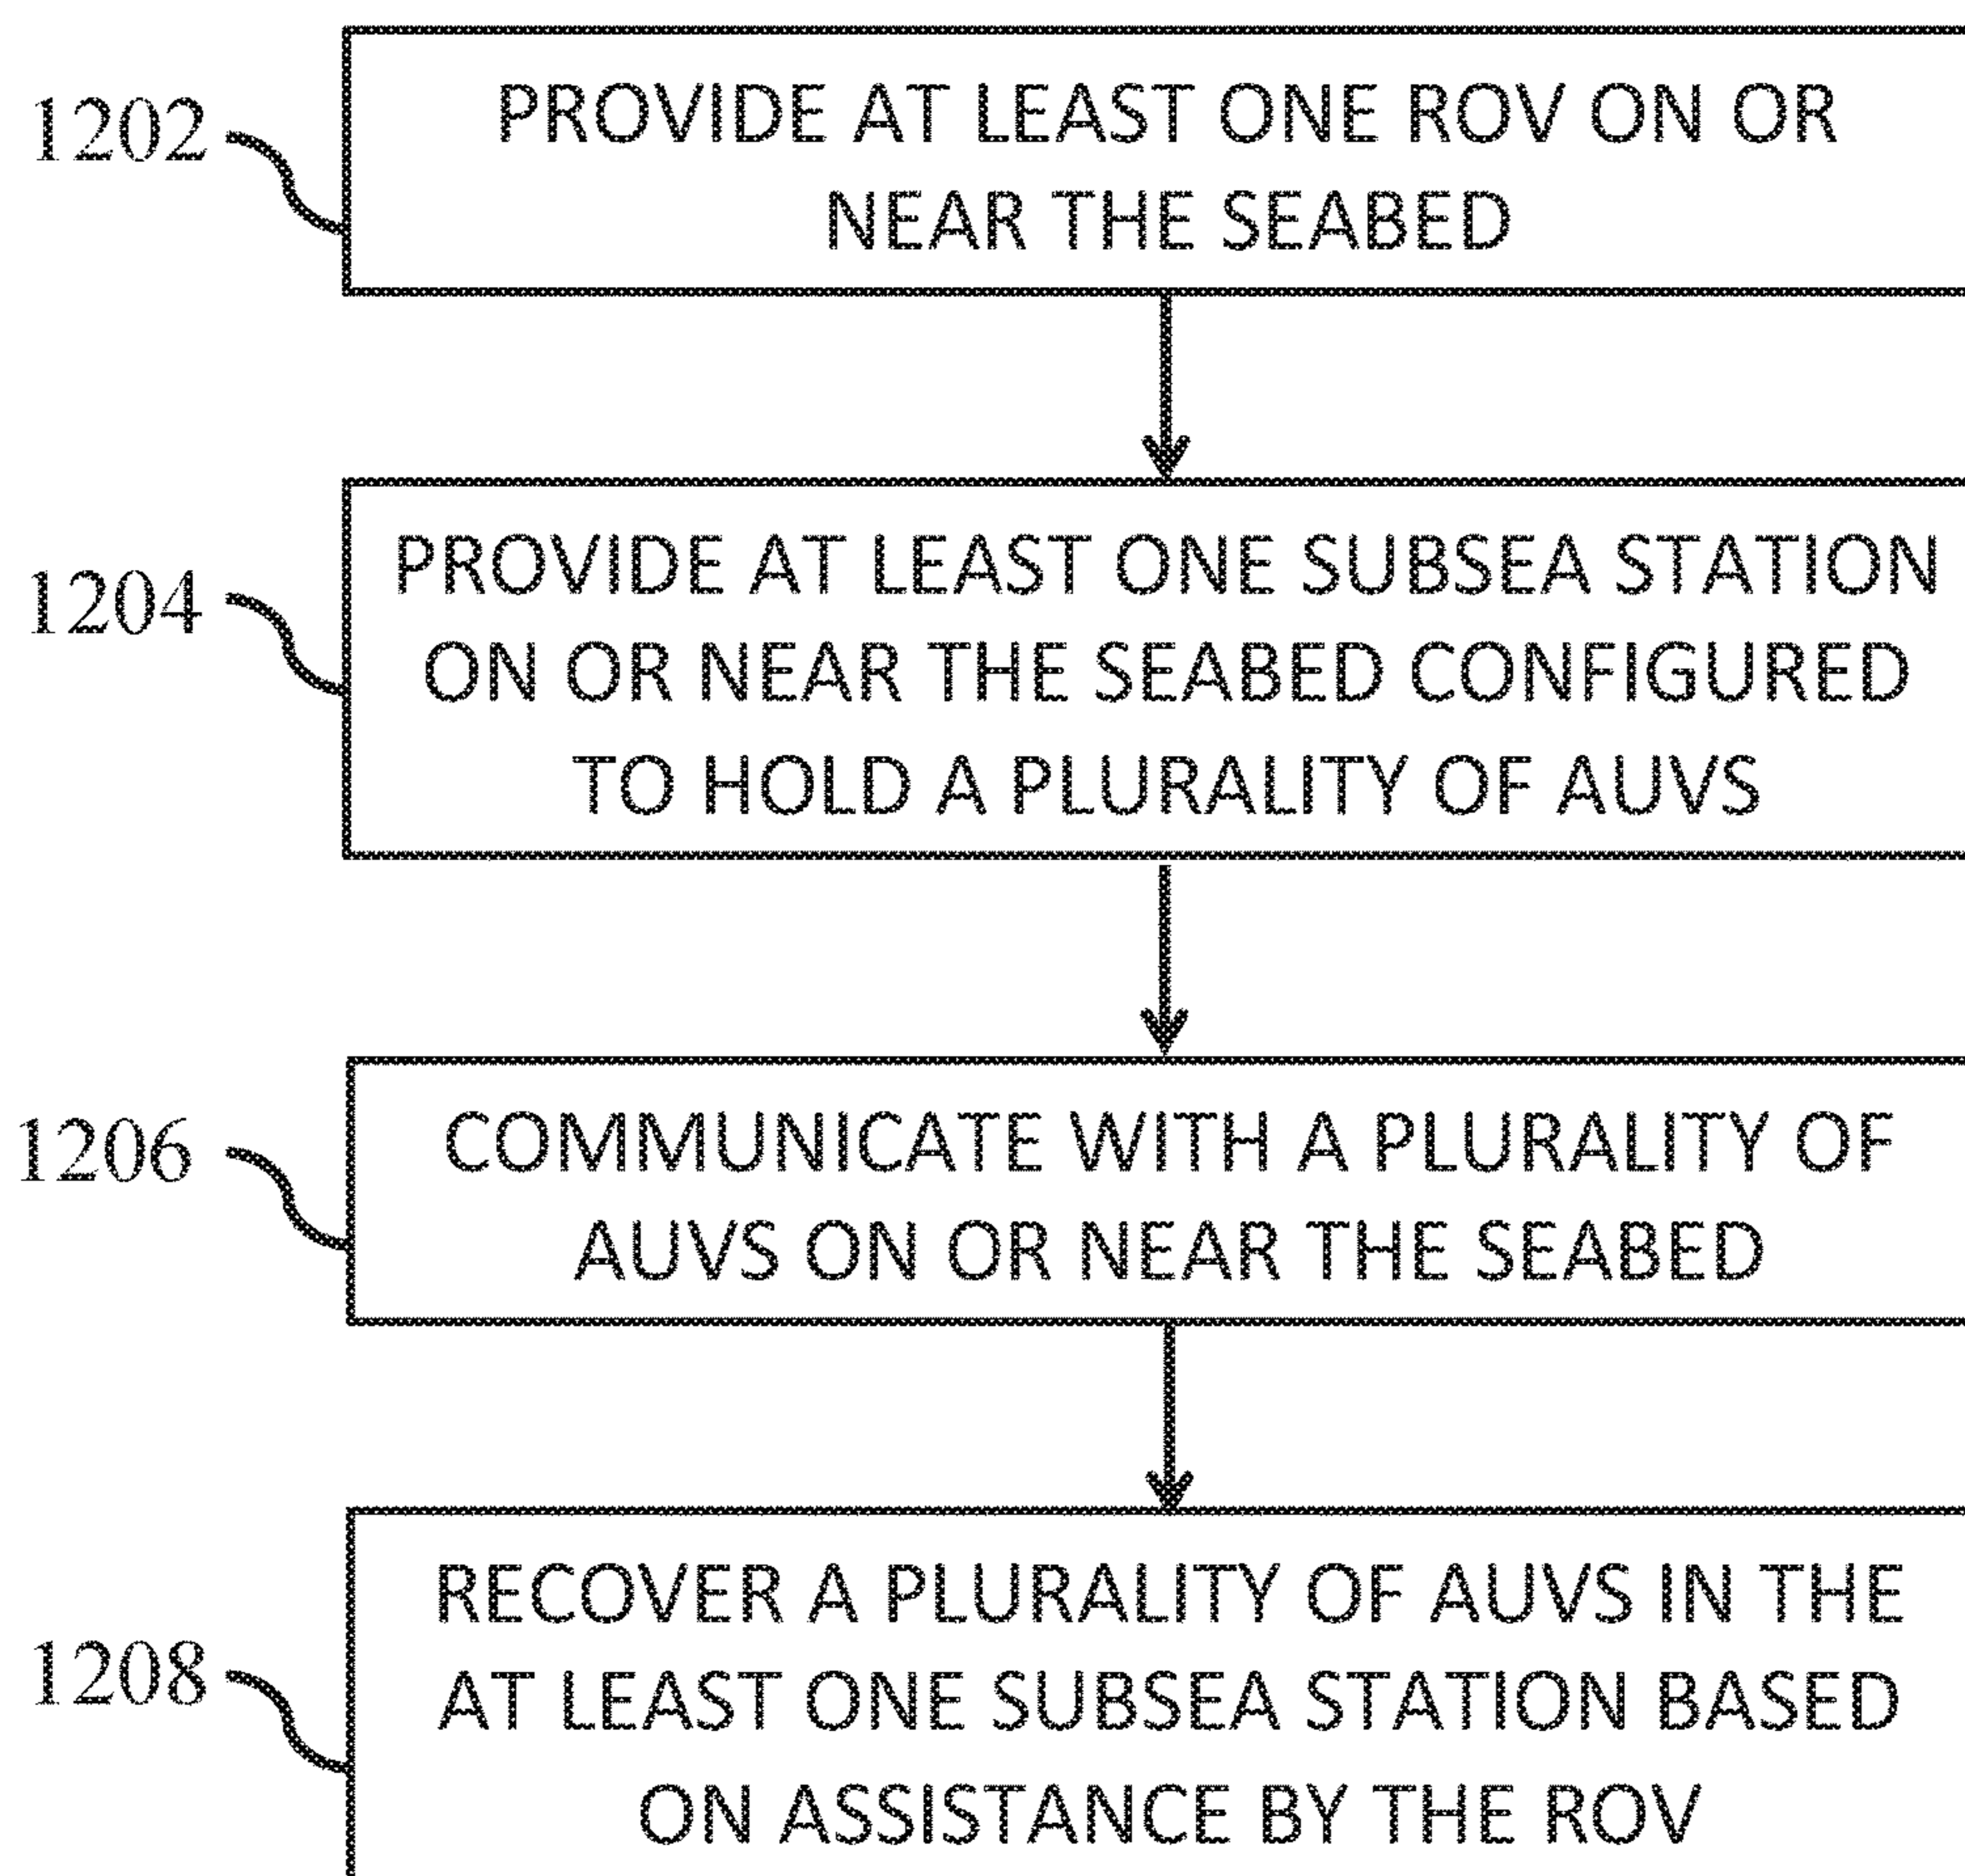 1202
PROVIDE AT LEAST ONE ROV ON OR
NEAR THE SEABED
1204
PROVIDE AT LEAST ONE SUBSEA STATION
ON OR NEAR THE SEABED CONFIGURED
TO HOLD A PLURALITY OF AUVS
1206
COMMUNICATE WITH A PLURALITY OF
AUVS ON OR NEAR THE SEABED
1208
RECOVER A PLURALITY OF AUVS IN THE
AT LEAST ONE SUBSEA STATION BASED
ON ASSISTANCE BY THE ROV